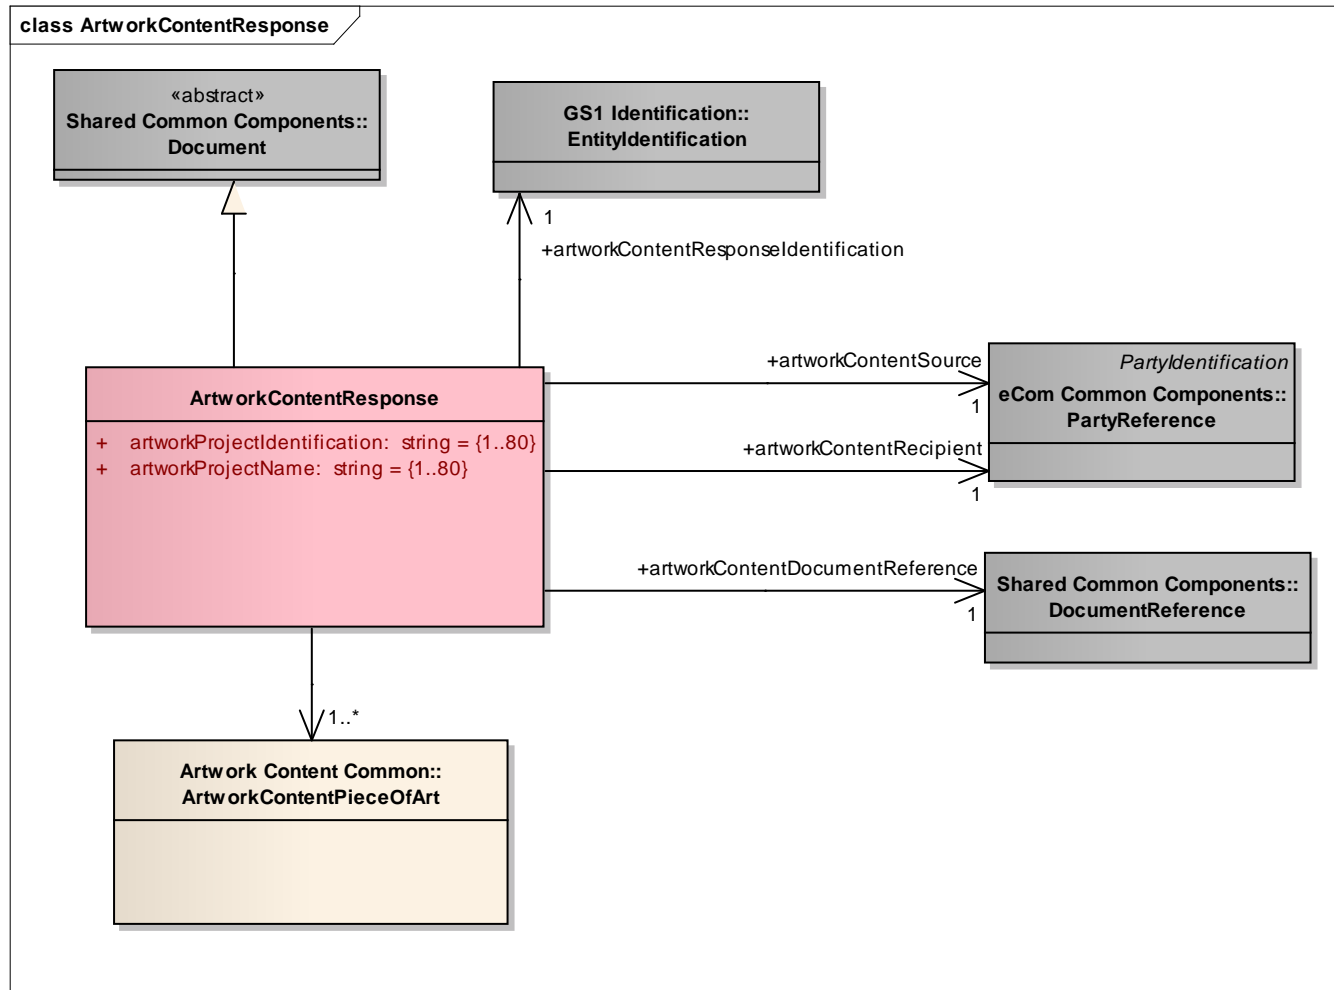 class ArtworkContentResponse
«abstract»
Shared Common Components::
Document
GS1 Identification::
EntityIdentification
1
+artworkContentResponseIdentification
+artworkContentSource
1
PartyIdentification
eCom Common Components::
PartyReference
ArtworkContentResponse
+ artworkProjectIdentification: string = {1..80}
+ artworkProjectName: string = {1..80}
+artworkContentRecipient
1
+artworkContentDocumentReference
1
Shared Common Components::
DocumentReference
1..*
Artwork Content Common::
ArtworkContentPieceOfArt